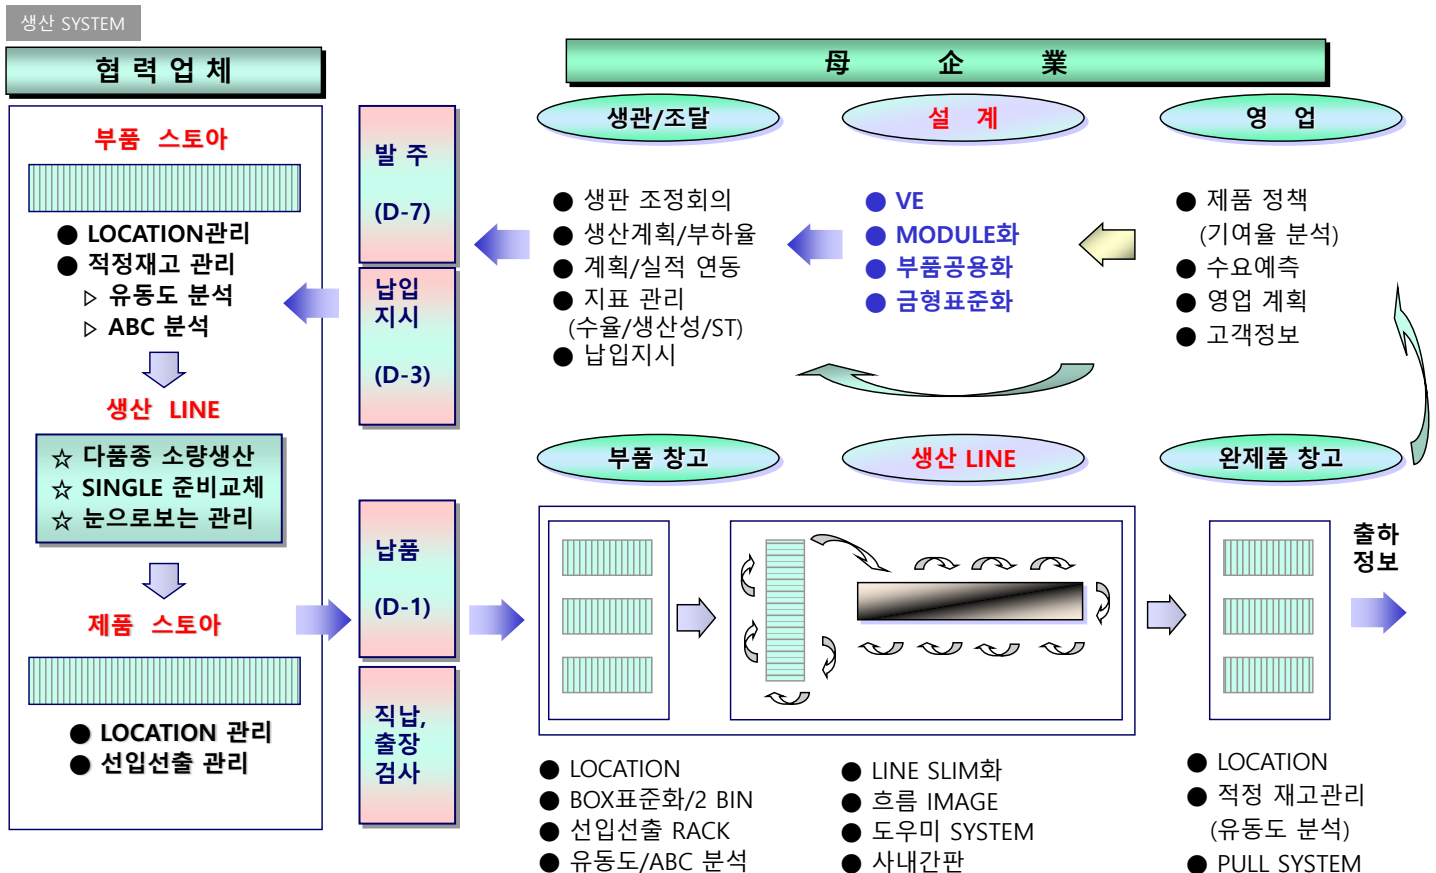 생산 SYSTEM
협 력 업 체
부품 스토아
● LOCATION관리
● 적정재고 관리
▷ 유동도 분석
▷ ABC 분석
생산 LINE
☆ 다품종 소량생산
☆ SINGLE 준비교체
☆ 눈으로보는 관리
제품 스토아
● LOCATION 관리
● 선입선출 관리
발 주
(D-7)
납입
지시
(D-3)
납품
(D-1)
직납,
출장
검사
母 企 業
생관/조달
● 생판 조정회의
● 생산계획/부하율
● 계획/실적 연동
● 지표 관리
(수율/생산성/ST)
● 납입지시
설 계
● VE
● MODULE화
● 부품공용화
● 금형표준화
영 업
● 제품 정책
(기여율 분석)
● 수요예측
● 영업 계획
● 고객정보
부품 창고
● LOCATION
● BOX표준화/2 BIN
● 선입선출 RACK
● 유동도/ABC 분석
생산 LINE
● LINE SLIM화
● 흐름 IMAGE
● 도우미 SYSTEM
● 사내간판
완제품 창고
출하
정보
● LOCATION
● 적정 재고관리
(유동도 분석)
● PULL SYSTEM